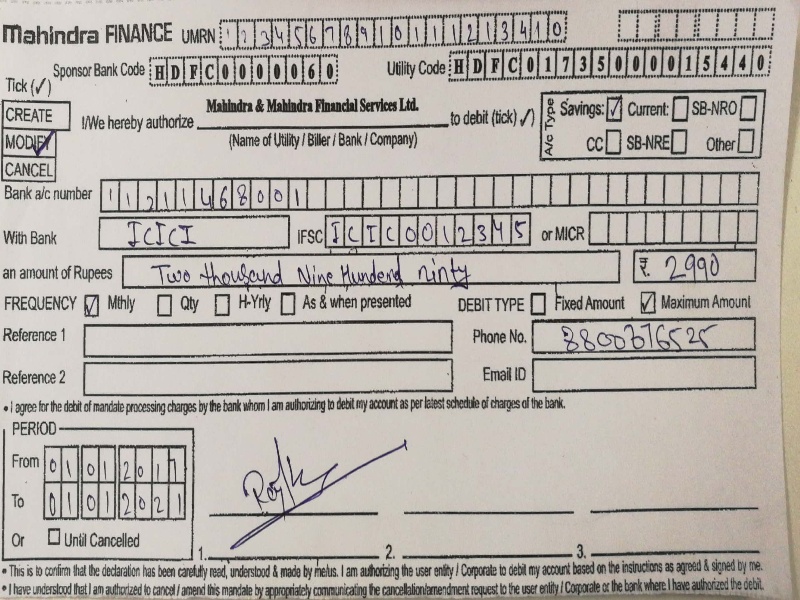 Mahindra FINANCE UMRN 1 2 3 4 5 6 7 8 9 1 0 1 1 1 2 1 3 4 1 0
Sponsor Bank Code H D F C 0 0 0 0 0 6 0 Utility Code H D F C 0 1 7 3 5 0 0 0 0 1 5 4 4 0
Tick (✓)
CREATE
MODIFY
CANCEL
I/We hereby authorize Mahindra & Mahindra Financial Services Ltd. to debit (tick) ✓)
(Name of Utility / Biller / Bank / Company)
A/c Type Savings: ✓ Current: SB-NRO
CC SB-NRE Other
Bank a/c number 1 1 2 1 1 4 6 8 0 0 1
With Bank ICICI IFSC I C I C 0 0 1 2 3 4 5 or MICR
an amount of Rupees Two thousand Nine Hunderd ninty ₹. 2990
FREQUENCY ✓ Mthly Qty H-Yrly As & when presented DEBIT TYPE Fixed Amount ✓ Maximum Amount
Reference 1 Phone No. 8800376525
Reference 2 Email ID
• I agree for the debit of mandate processing charges by the bank whom I am authorizing to debit my account as per latest schedule of charges of the bank.
PERIOD
From 0 1 0 1 2 0 1 7
To 0 1 0 1 2 0 2 1
Or Until Cancelled
1. 2. 3.
• This is to confirm that the declaration has been carefully read, understood & made by me/us. I am authorizing the user entity / Corporate to debit my account based on the instructions as agreed & signed by me.
• I have understood that I am authorized to cancel / amend this mandate by appropriately communicating the cancellation/amendment request to the user entity / Corporate or the bank where I have authorized the debit.